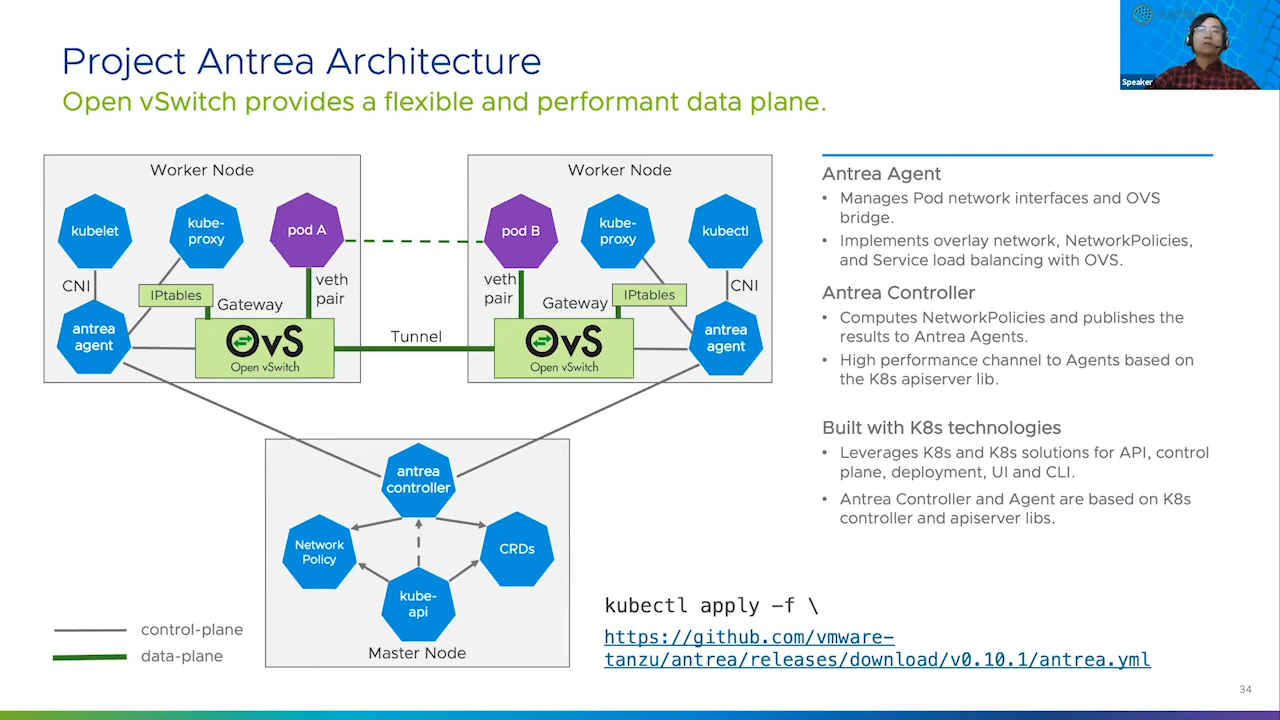 Project Antrea Architecture
Open vSwitch provides a flexible and performant data plane.
Speaker
Worker Node
kubelet
kube-
proxy
pod A
CNI
IPtables
Gateway
veth
pair
antrea
agent
OvS
Open vSwitch
Tunnel
Worker Node
pod B
kube-
proxy
kubectl
veth
pair
Gateway
IPtables
CNI
OvS
Open vSwitch
antrea
agent
antrea
controller
Network
Policy
CRDs
kube-
api
Master Node
control-plane
data-plane
Antrea Agent
• Manages Pod network interfaces and OVS
bridge.
• Implements overlay network, NetworkPolicies,
and Service load balancing with OVS.
Antrea Controller
• Computes NetworkPolicies and publishes the
results to Antrea Agents.
• High performance channel to Agents based on
the K8s apiserver lib.
Built with K8s technologies
• Leverages K8s and K8s solutions for API, control
plane, deployment, UI and CLI.
• Antrea Controller and Agent are based on K8s
controller and apiserver libs.
kubectl apply -f \
https://github.com/vmware-
tanzu/antrea/releases/download/v0.10.1/antrea.yml
34